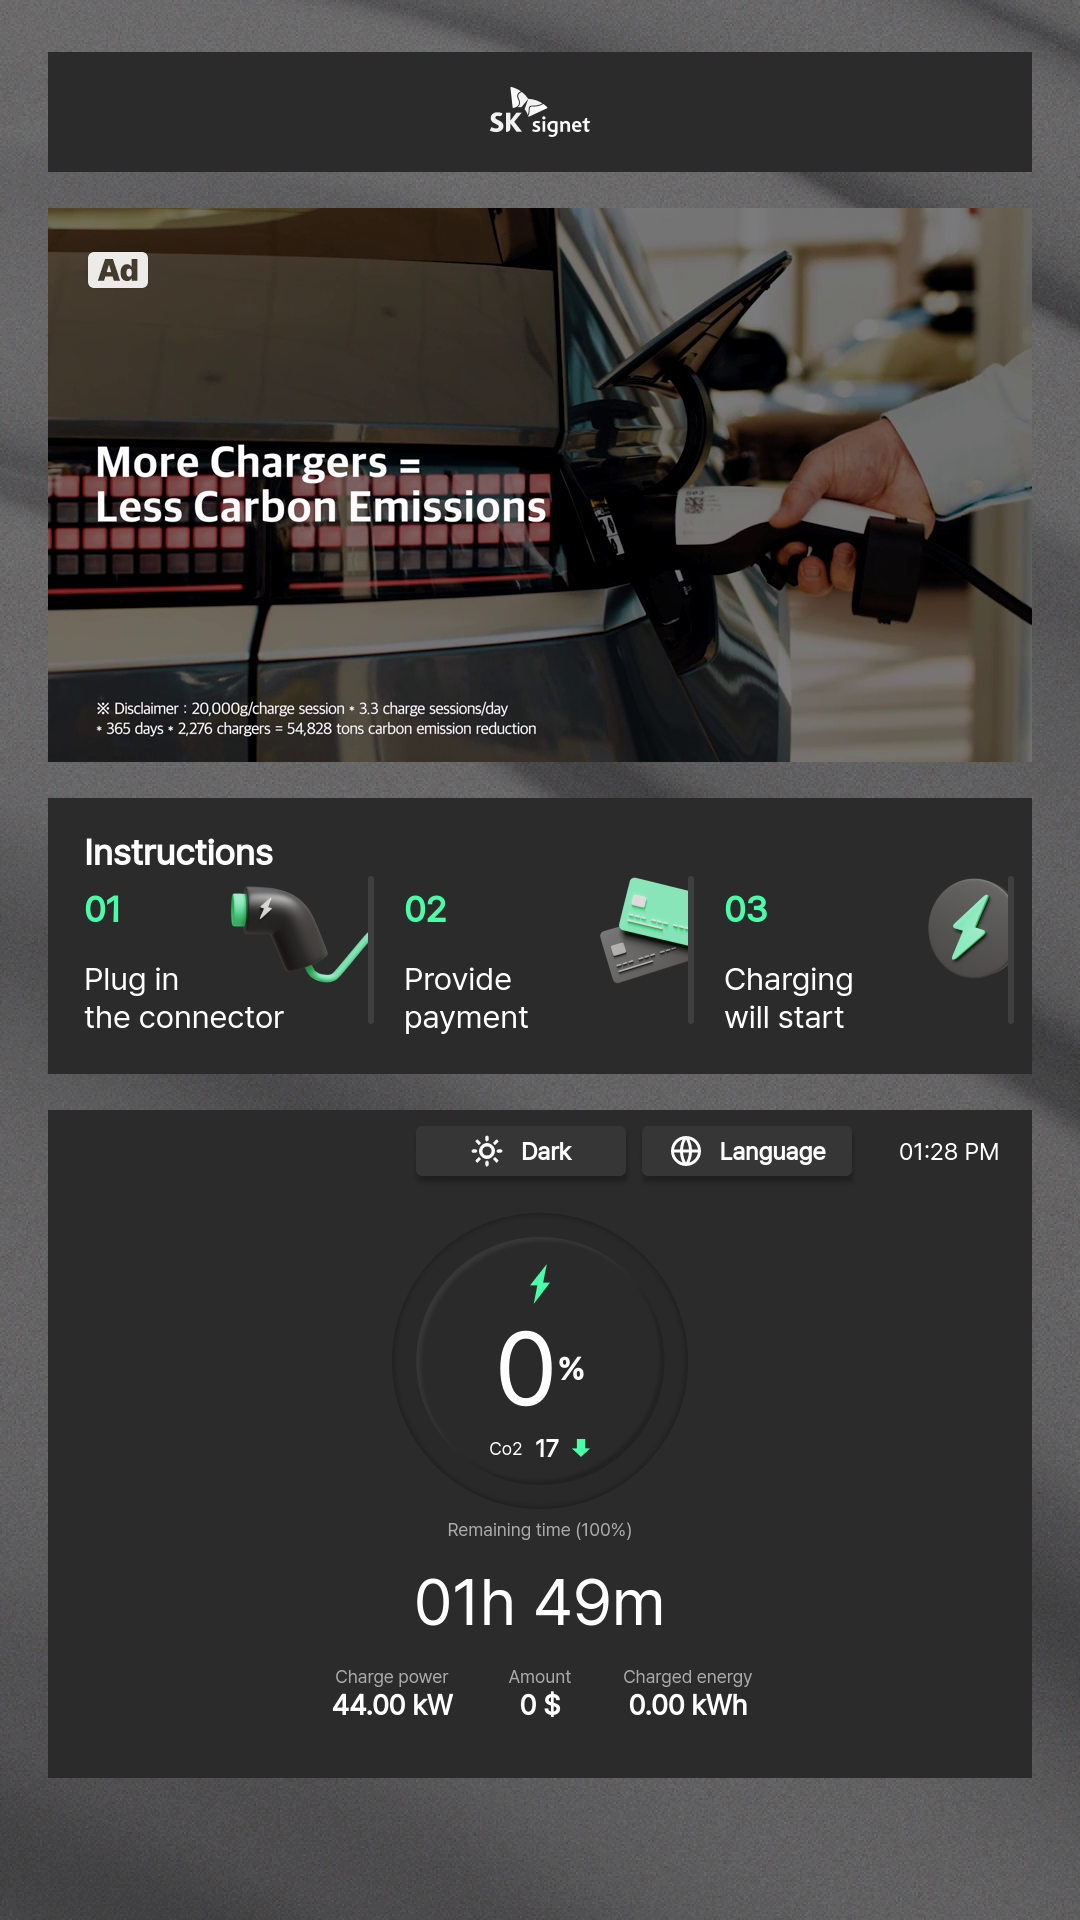 SK signet
Ad
More Chargers =
Less Carbon Emissions
※ Disclaimer : 20,000g/charge session * 3.3 charge sessions/day
* 365 days * 2,276 chargers = 54,828 tons carbon emission reduction
Instructions
01
Plug in
the connector
02
Provide
payment
03
Charging
will start
Dark
Language
01:28 PM
0%
Co2 17
Remaining time (100%)
01h 49m
Charge power
44.00 kW
Amount
0 $
Charged energy
0.00 kWh